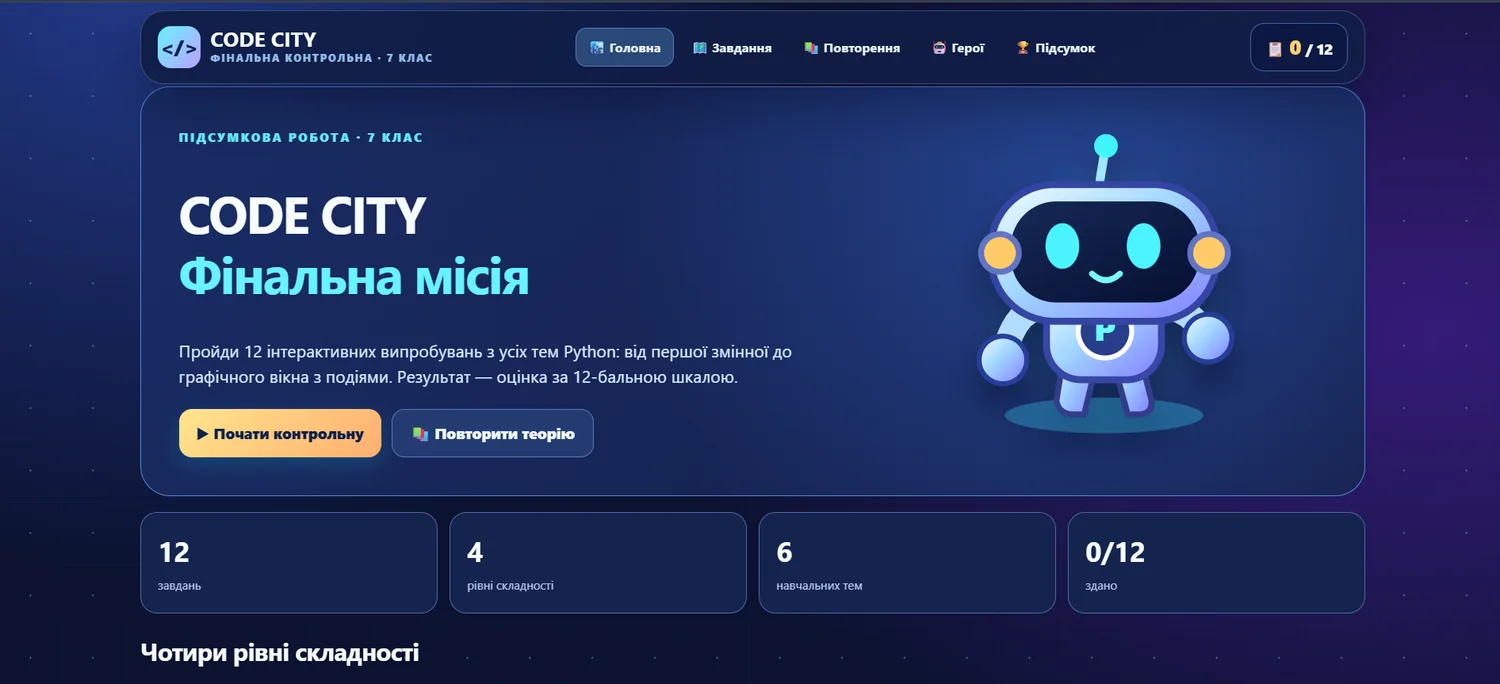 </>
CODE CITY
ФІНАЛЬНА КОНТРОЛЬНА · 7 КЛАС
Головна
Завдання
Повторення
Герої
Підсумок
0 / 12
ПІДСУМКОВА РОБОТА · 7 КЛАС
CODE CITY
Фінальна місія
Пройди 12 інтерактивних випробувань з усіх тем Python: від першої змінної до
графічного вікна з подіями. Результат — оцінка за 12-бальною шкалою.
▶ Почати контрольну
Повторити теорію
P
12
завдань
4
рівні складності
6
навчальних тем
0/12
здано
Чотири рівні складності